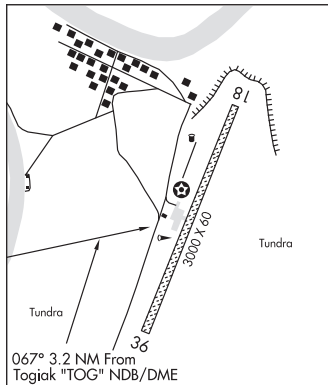 18
3000 X 60
Tundra
Tundra
36
067° 3.2 NM From
Togiak "TOG" NDB/DME